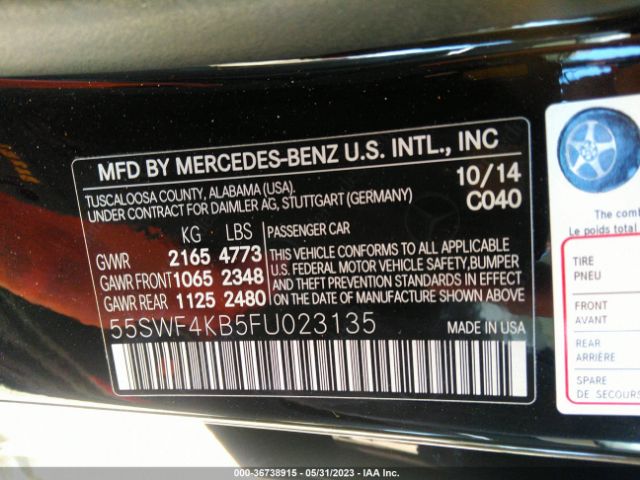 MFD BY MERCEDES-BENZ U.S. INTL., INC
TUSCALOOSA COUNTY, ALABAMA (USA).
UNDER CONTRACT FOR DAIMLER AG, STUTTGART (GERMANY)
10/14
C040
KG LBS
GVWR 2165 4773
GAWR FRONT 1065 2348
GAWR REAR 1125 2480
PASSENGER CAR
THIS VEHICLE CONFORMS TO ALL APPLICABLE
U.S. FEDERAL MOTOR VEHICLE SAFETY, BUMPER
AND THEFT PREVENTION STANDARDS IN EFFECT
ON THE DATE OF MANUFACTURE SHOWN ABOVE.
55SWF4KB5FU023135
MADE IN USA
The comb
Le poids total
TIRE
PNEU
FRONT
AVANT
REAR
ARRIÈRE
SPARE
DE SECOURS
000-36738915 - 05/31/2023 - IAA Inc.